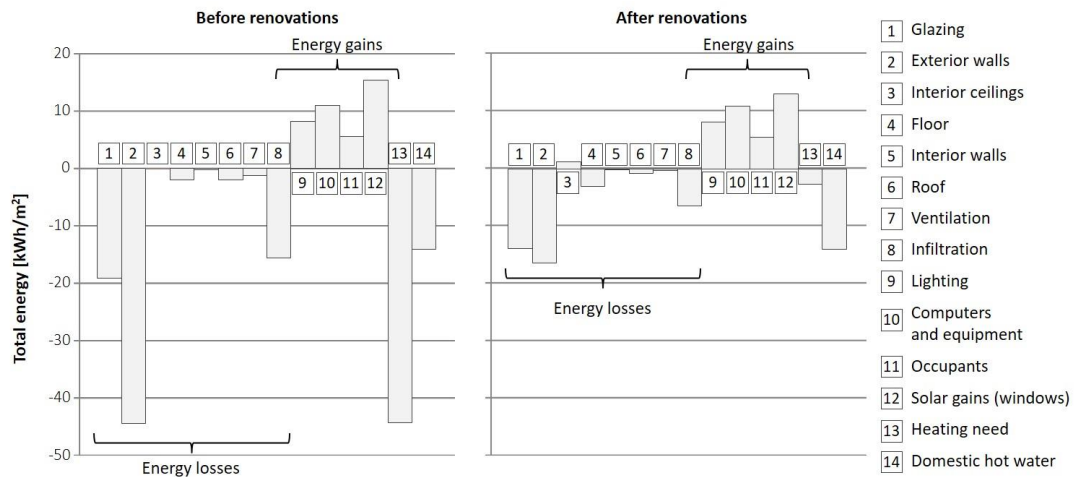 Before renovations
After renovations
Energy gains
Energy gains
Total energy [kWh/m²]
20
10
0
-10
-20
-30
-40
-50
1 2 3 4 5 6 7 8 13 14
9 10 11 12
Energy losses
1 2 4 5 6 7 8 13 14
3 9 10 11 12
Energy losses
1 Glazing
2 Exterior walls
3 Interior ceilings
4 Floor
5 Interior walls
6 Roof
7 Ventilation
8 Infiltration
9 Lighting
10 Computers
and equipment
11 Occupants
12 Solar gains (windows)
13 Heating need
14 Domestic hot water